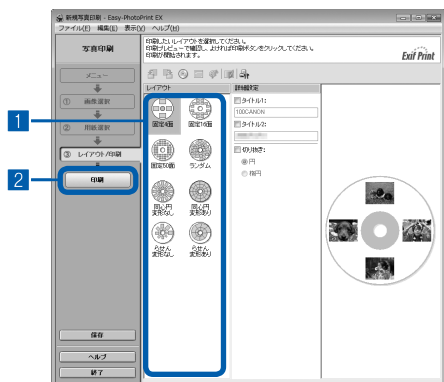 新規写真印刷 - Easy-PhotoPrint EX
ファイル(F) 編集(E) 表示(V) ヘルプ(H)
写真印刷
印刷したいレイアウトを選択してください。
印刷プレビューで確認し、よければ印刷ボタンをクリックしてください。
印刷が開始されます。
Exif Print
メニュー
① 画像選択
② 用紙選択
③ レイアウト/印刷
印刷
保存
ヘルプ
終了
1
2
レイアウト
固定4面
固定16面
固定50面
ランダム
同心円
変形なし
同心円
変形あり
らせん
変形なし
らせん
変形あり
詳細設定
タイトル1:
100CANON
タイトル2:
切り抜き:
円
楕円